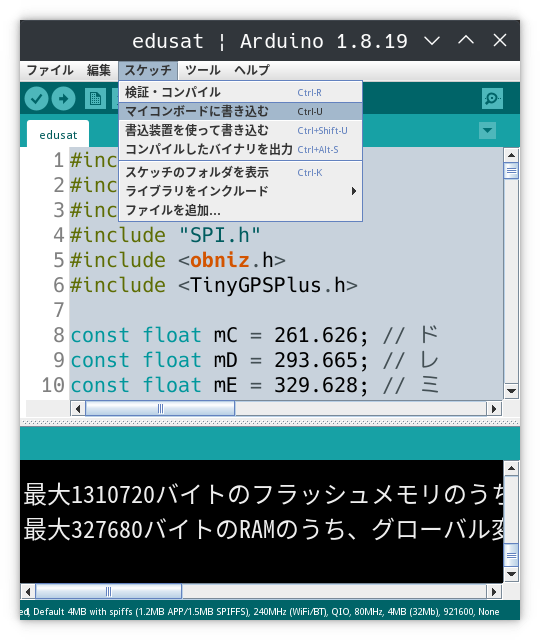 edusat ¦ Arduino 1.8.19
ファイル 編集 スケッチ ツール ヘルプ
検証・コンパイル Ctrl-R
マイコンボードに書き込む Ctrl-U
書込装置を使って書き込む Ctrl+Shift-U
コンパイルしたバイナリを出力 Ctrl+Alt-S
スケッチのフォルダを表示 Ctrl-K
ライブラリをインクルード
ファイルを追加...
edusat
1 #inc
2 #inc
3 #inc
4 #include "SPI.h"
5 #include <obniz.h>
6 #include <TinyGPSPlus.h>
7
8 const float mC = 261.626; // ド
9 const float mD = 293.665; // レ
10 const float mE = 329.628; // ミ
最大1310720バイトのフラッシュメモリのうち
最大327680バイトのRAMのうち、グローバル変
ed, Default 4MB with spiffs (1.2MB APP/1.5MB SPIFFS), 240MHz (WiFi/BT), QIO, 80MHz, 4MB (32Mb), 921600, None